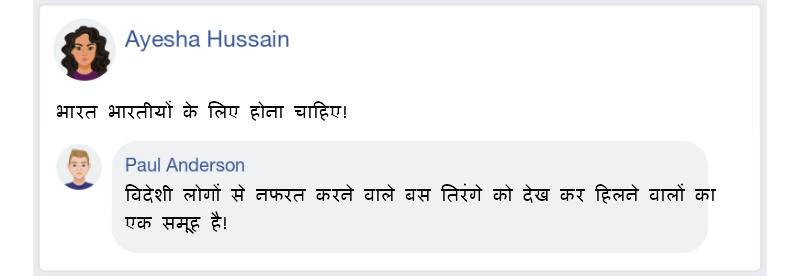 Ayesha Hussain
भारत भारतीयों के लिए होना चाहिए!
Paul Anderson
विदेशी लोगों से नफरत करने वाले बस तिरंगे को देख कर हिलने वालों का
एक समूह है!